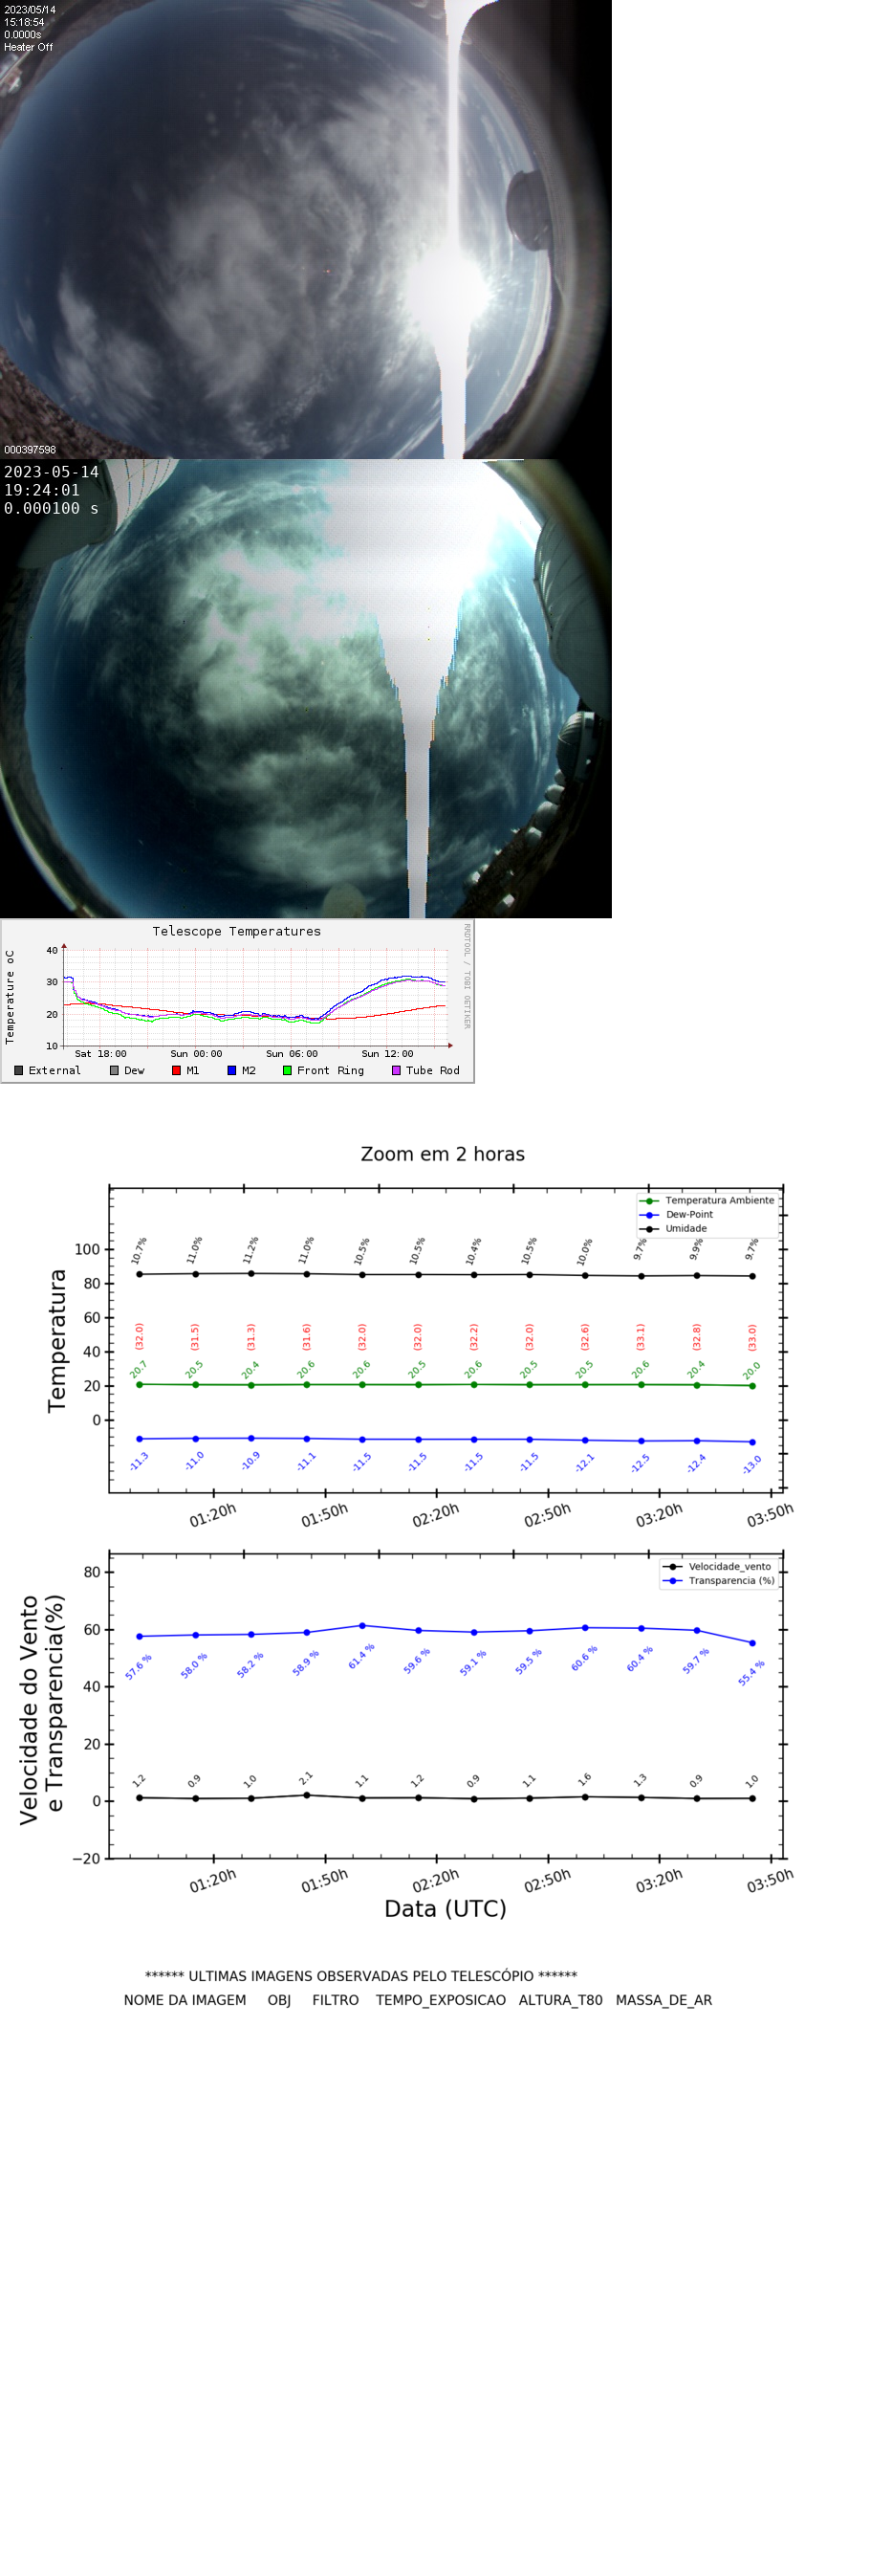 2023/05/14
15:18:54
0.0000s
Heater Off
000397598
2023-05-14
19:24:01
0.000100 s
Telescope Temperatures
RRDTOOL / TOBI OETIKER
Temperature oC
40
30
20
10
Sat 18:00 Sun 00:00 Sun 06:00 Sun 12:00
External Dew M1 M2 Front Ring Tube Rod
Zoom em 2 horas
Temperatura Ambiente
Dew-Point
Umidade
Temperatura
100
80
60
40
20
0
10.7% 11.0% 11.2% 11.0% 10.5% 10.5% 10.4% 10.5% 10.0% 9.7% 9.9% 9.7%
(32.0) (31.5) (31.3) (31.6) (32.0) (32.0) (32.2) (32.0) (32.6) (33.1) (32.8) (33.0)
20.7 20.5 20.4 20.6 20.6 20.5 20.6 20.5 20.5 20.6 20.4 20.0
-11.3 -11.0 -10.9 -11.1 -11.5 -11.5 -11.5 -11.5 -12.1 -12.5 -12.4 -13.0
01:20h 01:50h 02:20h 02:50h 03:20h 03:50h
Velocidade_vento
Transparencia (%)
Velocidade do Vento
e Transparencia(%)
80
60
40
20
0
−20
57.6 % 58.0 % 58.2 % 58.9 % 61.4 % 59.6 % 59.1 % 59.5 % 60.6 % 60.4 % 59.7 % 55.4 %
1.2 0.9 1.0 2.1 1.1 1.2 0.9 1.1 1.6 1.3 0.9 1.0
01:20h 01:50h 02:20h 02:50h 03:20h 03:50h
Data (UTC)
****** ULTIMAS IMAGENS OBSERVADAS PELO TELESCÓPIO ******
NOME DA IMAGEM OBJ FILTRO TEMPO_EXPOSICAO ALTURA_T80 MASSA_DE_AR